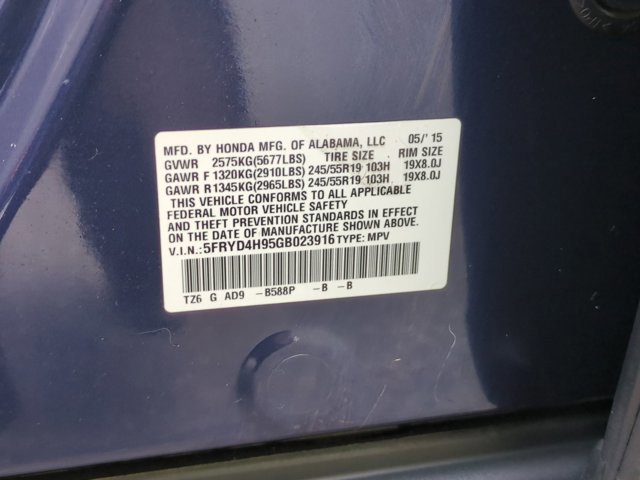 MFD. BY HONDA MFG. OF ALABAMA, LLC 05/'15
GVWR 2575KG(5677LBS) TIRE SIZE RIM SIZE
GAWR F 1320KG(2910LBS) 245/55R19 103H 19X8.0J
GAWR R 1345KG(2965LBS) 245/55R19 103H 19X8.0J
THIS VEHICLE CONFORMS TO ALL APPLICABLE
FEDERAL MOTOR VEHICLE SAFETY
AND THEFT PREVENTION STANDARDS IN EFFECT
ON THE DATE OF MANUFACTURE SHOWN ABOVE.
V.I.N.:5FRYD4H95GB023916 TYPE: MPV
TZ6 G AD9 -B588P -B -B